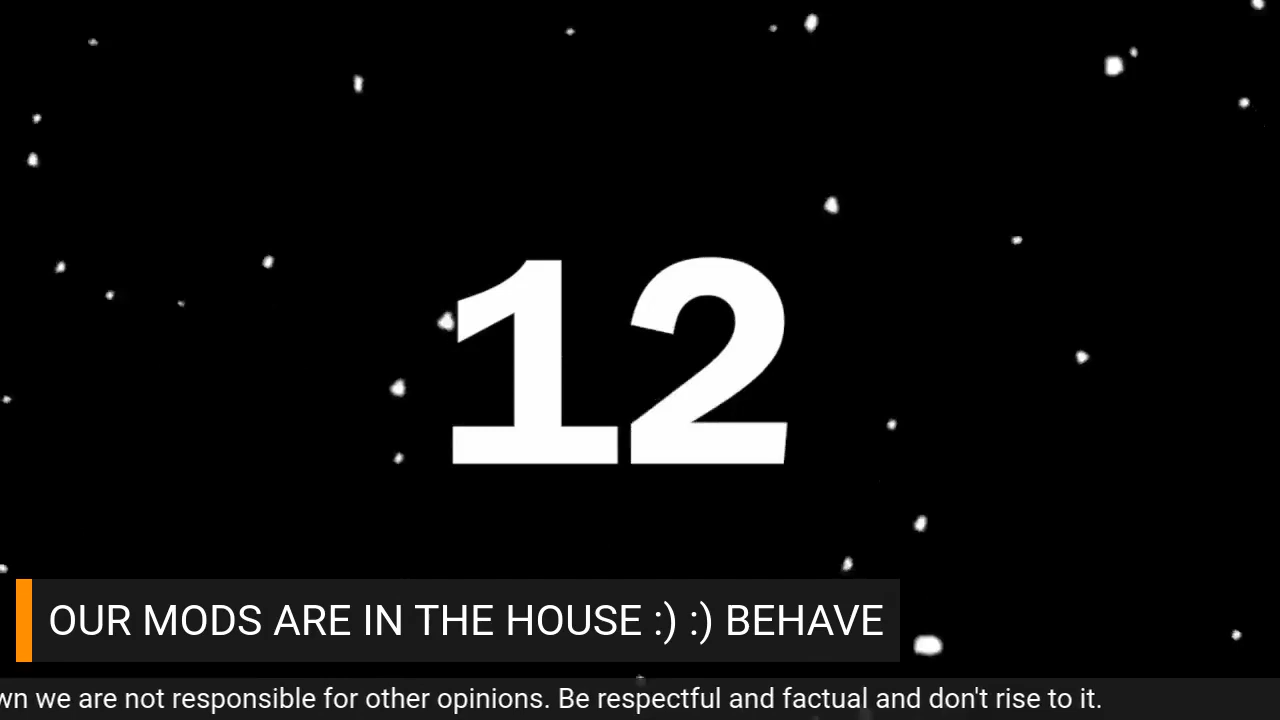 12
OUR MODS ARE IN THE HOUSE :) :) BEHAVE
we are not responsible for other opinions. Be respectful and factual and don't rise to it.